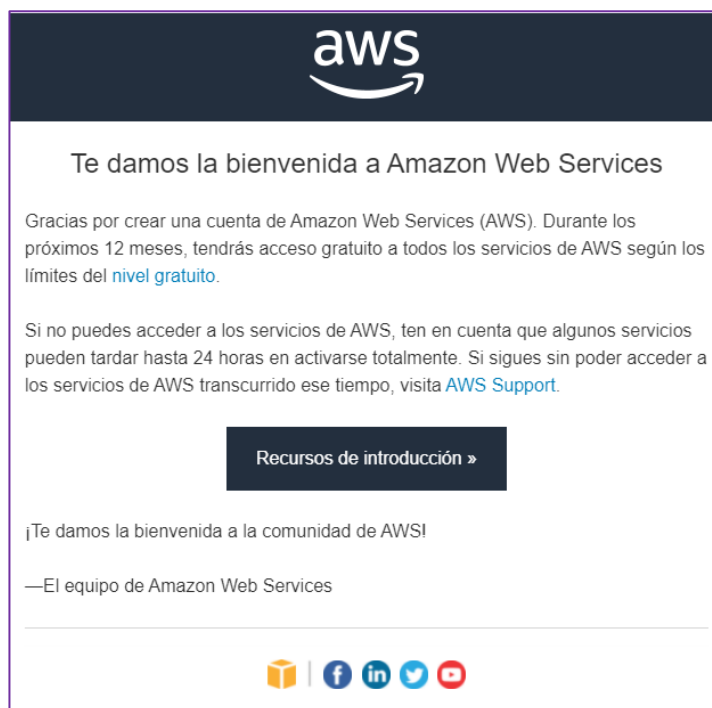 aws
Te damos la bienvenida a Amazon Web Services
Gracias por crear una cuenta de Amazon Web Services (AWS). Durante los
próximos 12 meses, tendrás acceso gratuito a todos los servicios de AWS según los
límites del nivel gratuito.
Si no puedes acceder a los servicios de AWS, ten en cuenta que algunos servicios
pueden tardar hasta 24 horas en activarse totalmente. Si sigues sin poder acceder a
los servicios de AWS transcurrido ese tiempo, visita AWS Support.
Recursos de introducción »
¡Te damos la bienvenida a la comunidad de AWS!
—El equipo de Amazon Web Services
f in